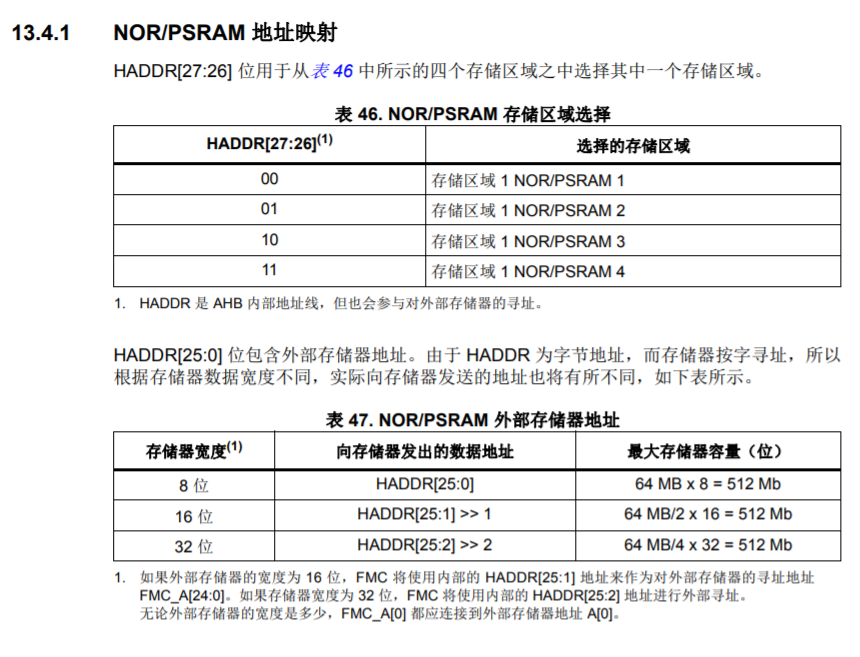 13.4.1 NOR/PSRAM 地址映射
HADDR[27:26] 位用于从表 46 中所示的四个存储区域之中选择其中一个存储区域。
表 46. NOR/PSRAM 存储区域选择
HADDR[27:26](1) 选择的存储区域
00 存储区域 1 NOR/PSRAM 1
01 存储区域 1 NOR/PSRAM 2
10 存储区域 1 NOR/PSRAM 3
11 存储区域 1 NOR/PSRAM 4
1. HADDR 是 AHB 内部地址线，但也会参与对外部存储器的寻址。
HADDR[25:0] 位包含外部存储器地址。由于 HADDR 为字节地址，而存储器按字寻址，所以
根据存储器数据宽度不同，实际向存储器发送的地址也将有所不同，如下表所示。
表 47. NOR/PSRAM 外部存储器地址
存储器宽度(1) 向存储器发出的数据地址 最大存储器容量（位）
8 位 HADDR[25:0] 64 MB x 8 = 512 Mb
16 位 HADDR[25:1] >> 1 64 MB/2 x 16 = 512 Mb
32 位 HADDR[25:2] >> 2 64 MB/4 x 32 = 512 Mb
1. 如果外部存储器的宽度为 16 位，FMC 将使用内部的 HADDR[25:1] 地址来作为对外部存储器的寻址地址
FMC_A[24:0]。如果存储器宽度为 32 位，FMC 将使用内部的 HADDR[25:2] 地址进行外部寻址。
无论外部存储器的宽度是多少，FMC_A[0] 都应连接到外部存储器地址 A[0]。